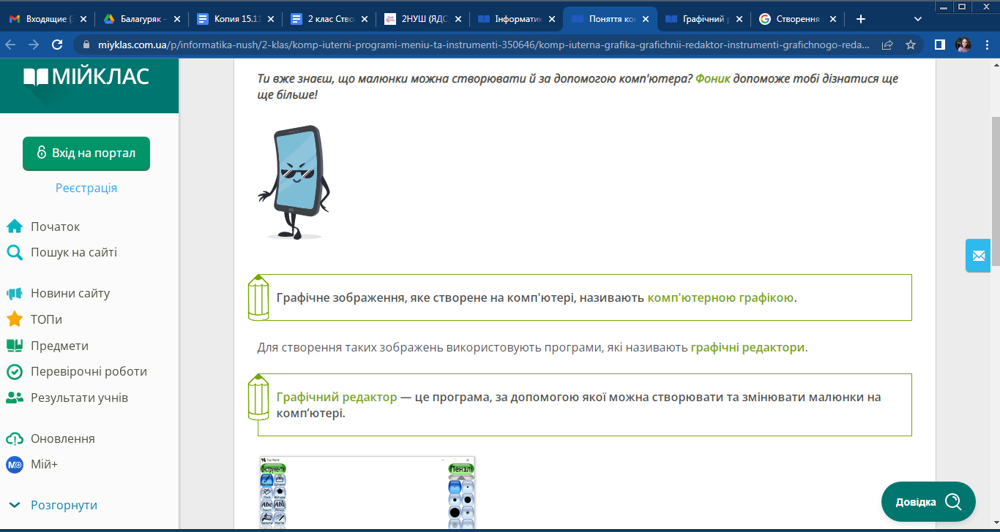 Входящие (
Балагуряк –
Копия 15.11
2 клас Ство
2НУШ (ЯДС
Інформатик
Поняття ко
Графічний
Створення
miyklas.com.ua/p/informatika-nush/2-klas/komp-iuterni-programi-meniu-ta-instrumenti-350646/komp-iuterna-grafika-grafichnii-redaktor-instrumenti-grafichnogo-reda...
МІЙКЛАС
Вхід на портал
Реєстрація
Початок
Пошук на сайті
Новини сайту
ТОПи
Предмети
Перевірочні роботи
Результати учнів
Оновлення
Мій+
Розгорнути
Ти вже знаєш, що малюнки можна створювати й за допомогою комп'ютера? Фоник допоможе тобі дізнатися ще
ще більше!
Графічне зображення, яке створене на комп'ютері, називають комп'ютерною графікою.
Для створення таких зображень використовують програми, які називають графічні редактори.
Графічний редактор — це програма, за допомогою якої можна створювати та змінювати малюнки на
комп’ютері.
Tux Paint
Інструменти
Пензлі
Abc
Abc
Текст
Довідка